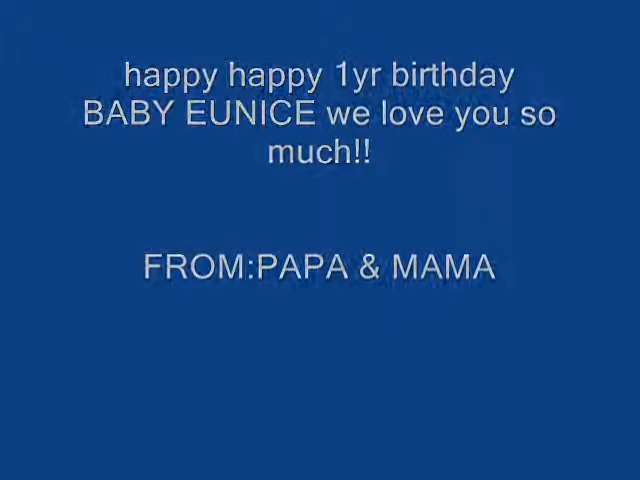 happy happy 1yr birthday
BABY EUNICE we love you so
much!!
FROM:PAPA & MAMA